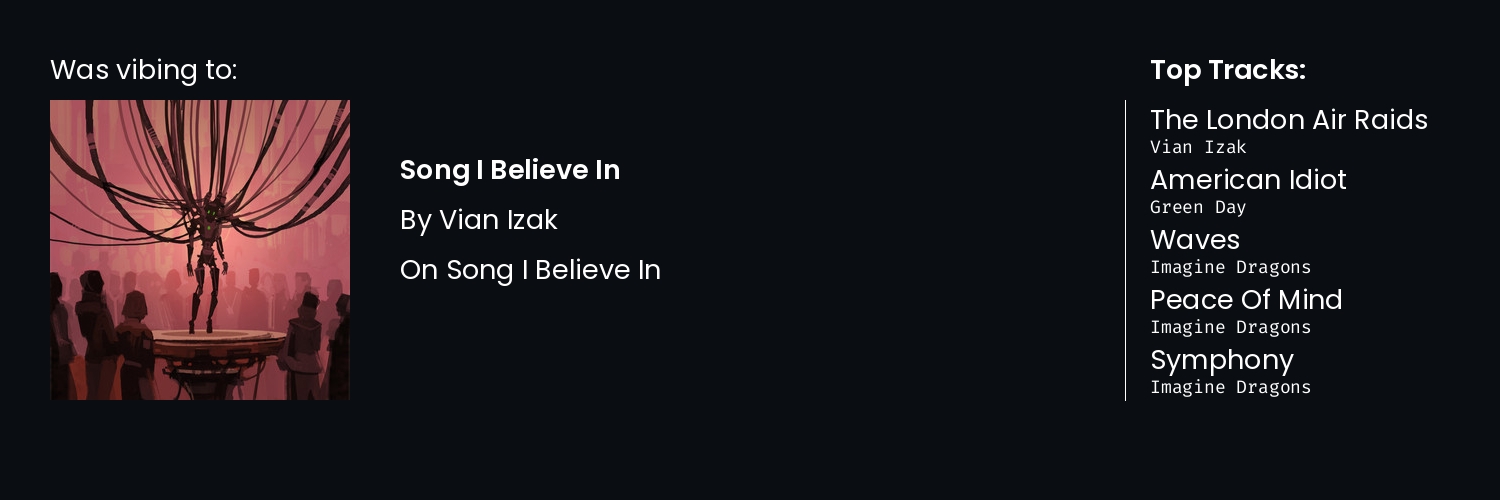 Was vibing to:
Song I Believe In
By Vian Izak
On Song I Believe In
Top Tracks:
The London Air Raids
Vian Izak
American Idiot
Green Day
Waves
Imagine Dragons
Peace Of Mind
Imagine Dragons
Symphony
Imagine Dragons